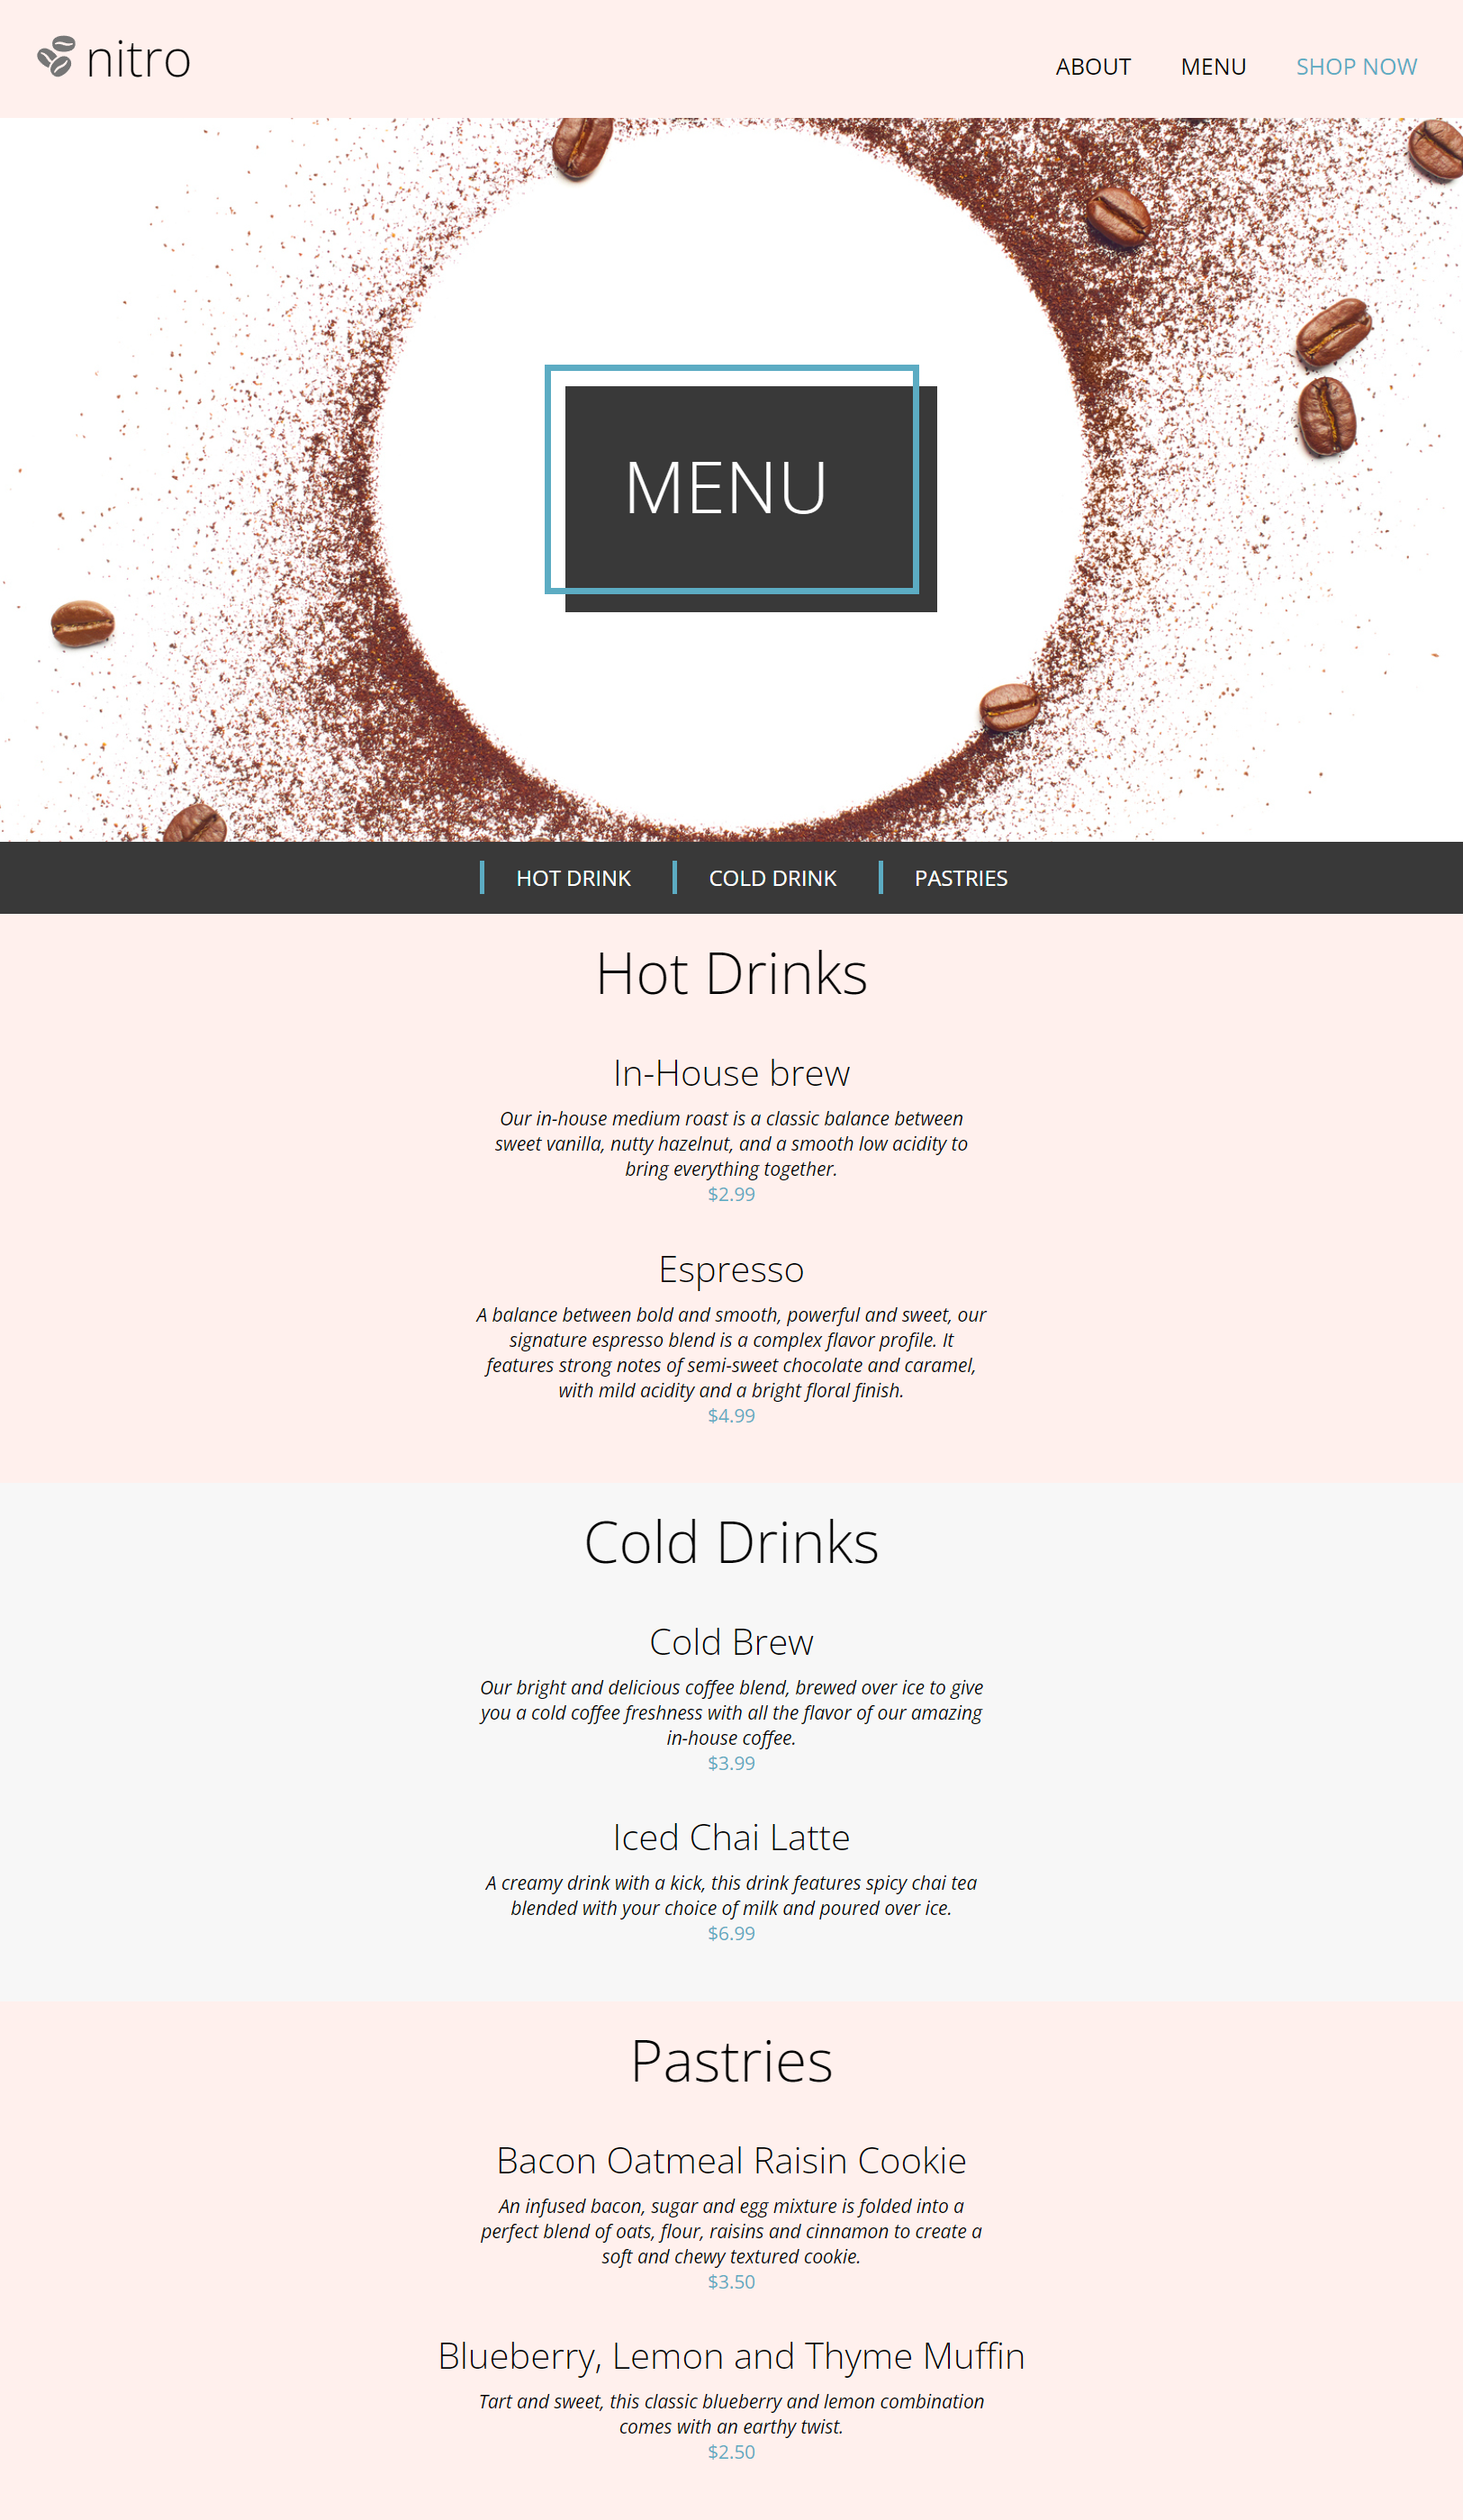 nitro
ABOUT MENU SHOP NOW
MENU
HOT DRINK COLD DRINK PASTRIES
Hot Drinks
In-House brew
Our in-house medium roast is a classic balance between
sweet vanilla, nutty hazelnut, and a smooth low acidity to
bring everything together.
$2.99
Espresso
A balance between bold and smooth, powerful and sweet, our
signature espresso blend is a complex flavor profile. It
features strong notes of semi-sweet chocolate and caramel,
with mild acidity and a bright floral finish.
$4.99
Cold Drinks
Cold Brew
Our bright and delicious coffee blend, brewed over ice to give
you a cold coffee freshness with all the flavor of our amazing
in-house coffee.
$3.99
Iced Chai Latte
A creamy drink with a kick, this drink features spicy chai tea
blended with your choice of milk and poured over ice.
$6.99
Pastries
Bacon Oatmeal Raisin Cookie
An infused bacon, sugar and egg mixture is folded into a
perfect blend of oats, flour, raisins and cinnamon to create a
soft and chewy textured cookie.
$3.50
Blueberry, Lemon and Thyme Muffin
Tart and sweet, this classic blueberry and lemon combination
comes with an earthy twist.
$2.50